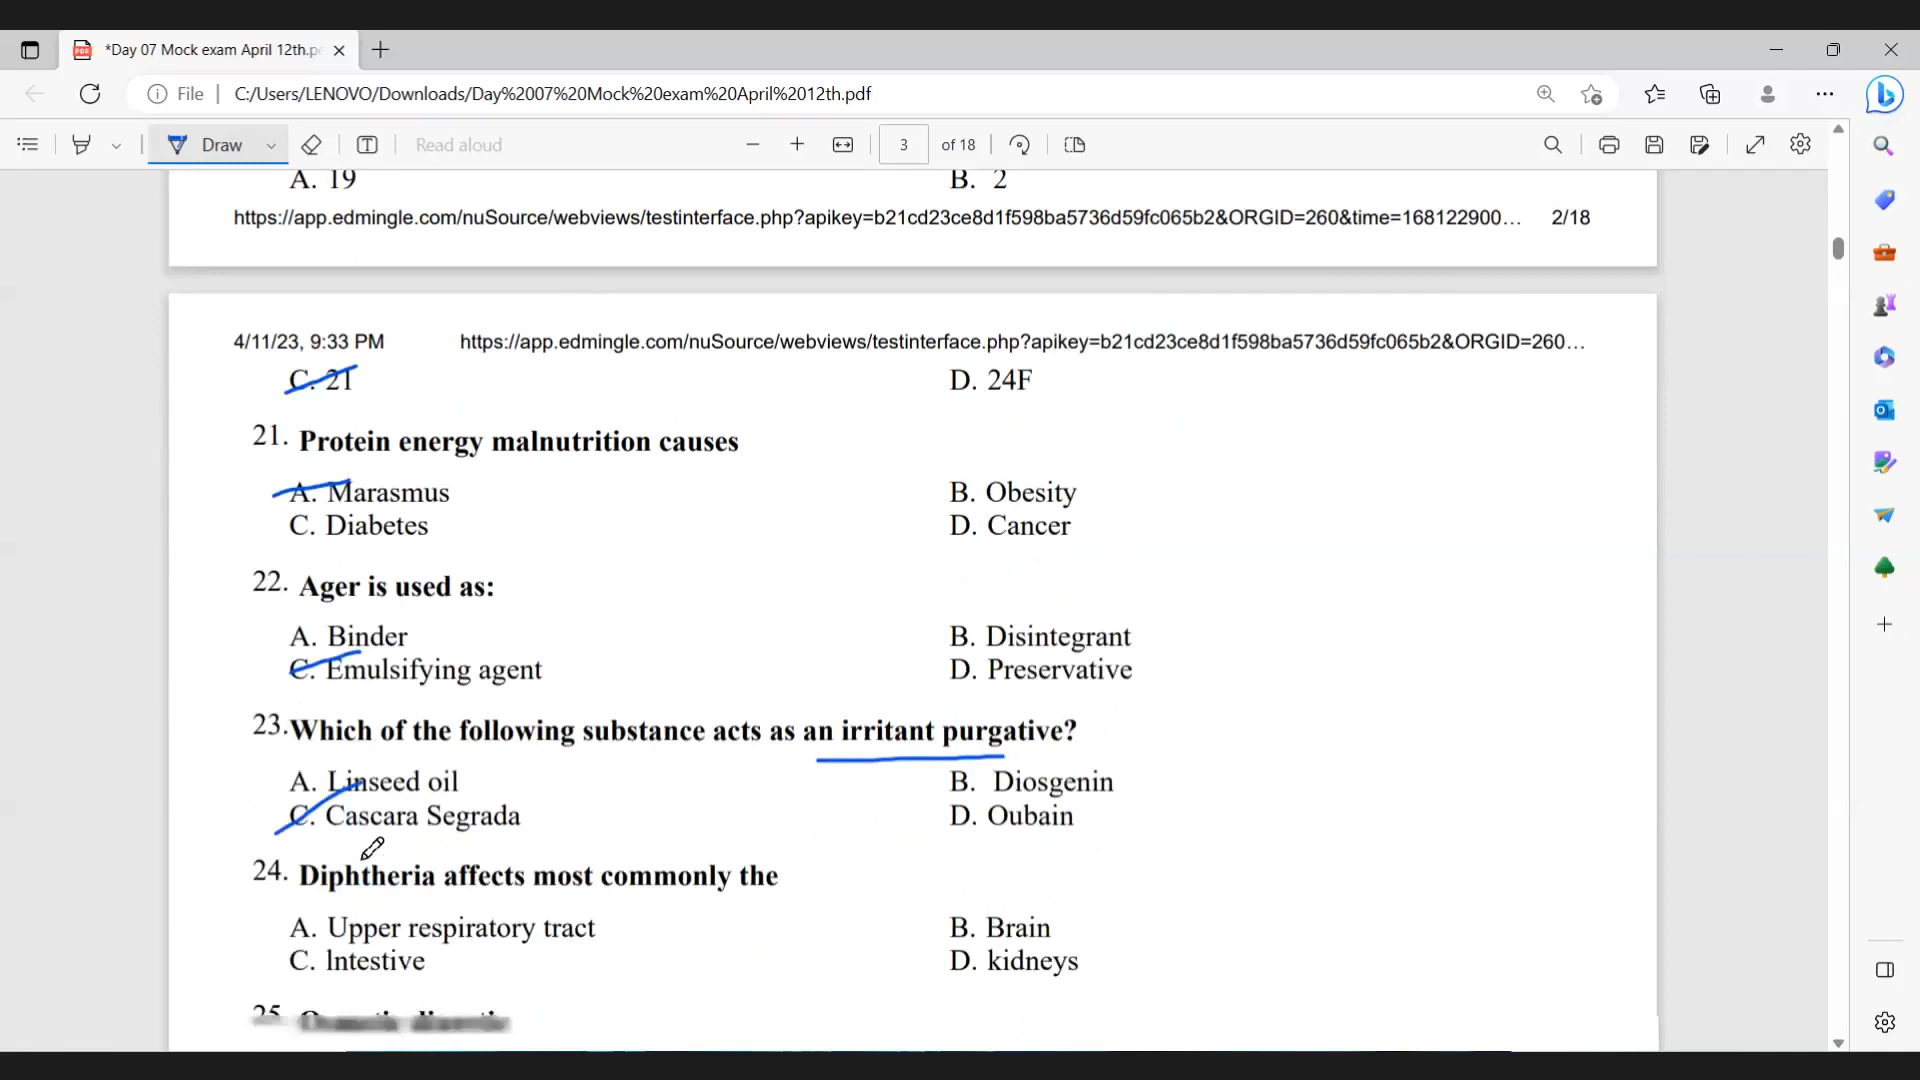 *Day 07 Mock exam April 12th.p
File
C:/Users/LENOVO/Downloads/Day%2007%20Mock%20exam%20April%2012th.pdf
Draw
Read aloud
3 of 18
A. 19 B. 2
https://app.edmingle.com/nuSource/webviews/testinterface.php?apikey=b21cd23ce8d1f598ba5736d59fc065b2&ORGID=260&time=168122900… 2/18
4/11/23, 9:33 PM https://app.edmingle.com/nuSource/webviews/testinterface.php?apikey=b21cd23ce8d1f598ba5736d59fc065b2&ORGID=260…
C. 21 D. 24F
21. Protein energy malnutrition causes
A. Marasmus B. Obesity
C. Diabetes D. Cancer
22. Ager is used as:
A. Binder B. Disintegrant
C. Emulsifying agent D. Preservative
23. Which of the following substance acts as an irritant purgative?
A. Linseed oil B. Diosgenin
C. Cascara Segrada D. Oubain
24. Diphtheria affects most commonly the
A. Upper respiratory tract B. Brain
C. lntestive D. kidneys
25.